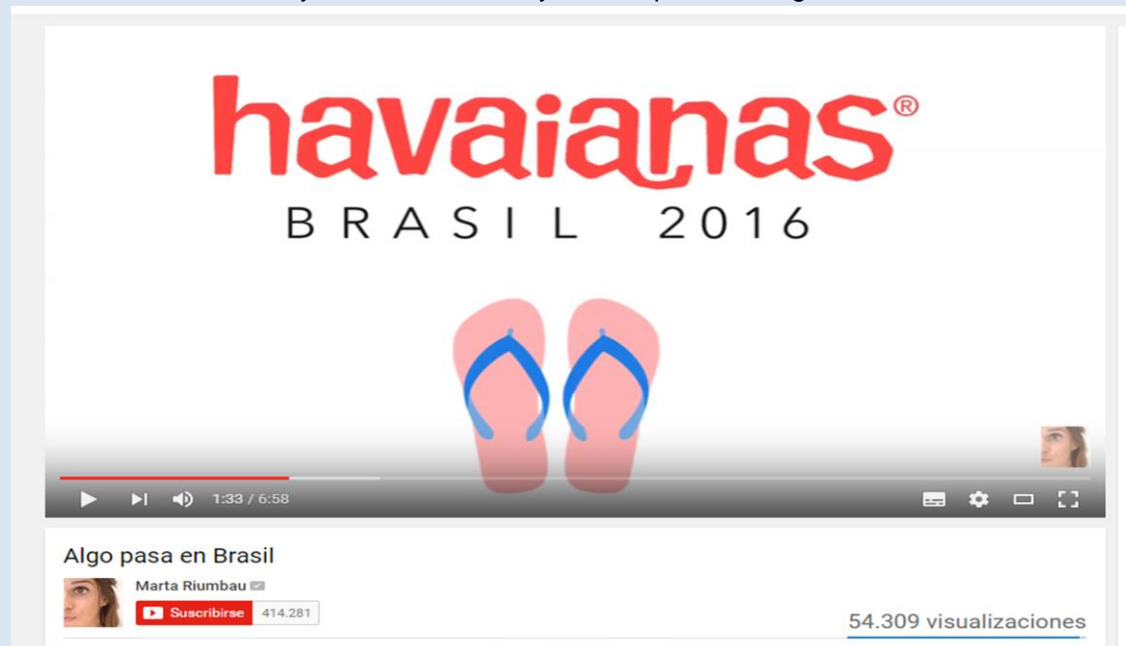 havaianas®
BRASIL 2016
1:33 / 6:58
Algo pasa en Brasil
Marta Riumbau
Suscribirse 414.281
54.309 visualizaciones